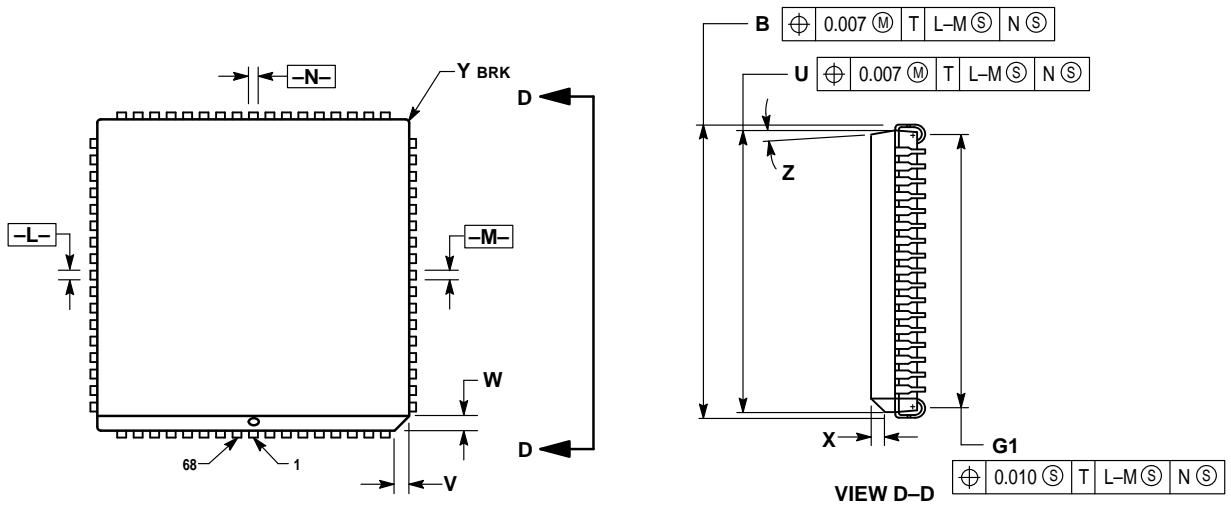 B ⌖ 0.007 Ⓜ T L–M Ⓢ N Ⓢ
U ⌖ 0.007 Ⓜ T L–M Ⓢ N Ⓢ
–N–
Y BRK
D
Z
–L–
–M–
W
68
1
V
D
X
G1
⌖ 0.010 Ⓢ T L–M Ⓢ N Ⓢ
VIEW D–D